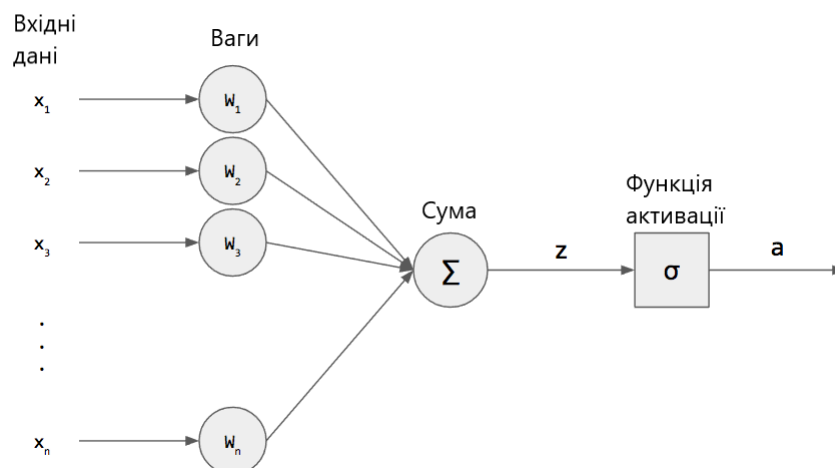 Вхідні
дані
Ваги
x₁
W₁
x₂
W₂
x₃
W₃
Сума
Σ
z
Функція
активації
σ
a
.
.
.
xₙ
Wₙ